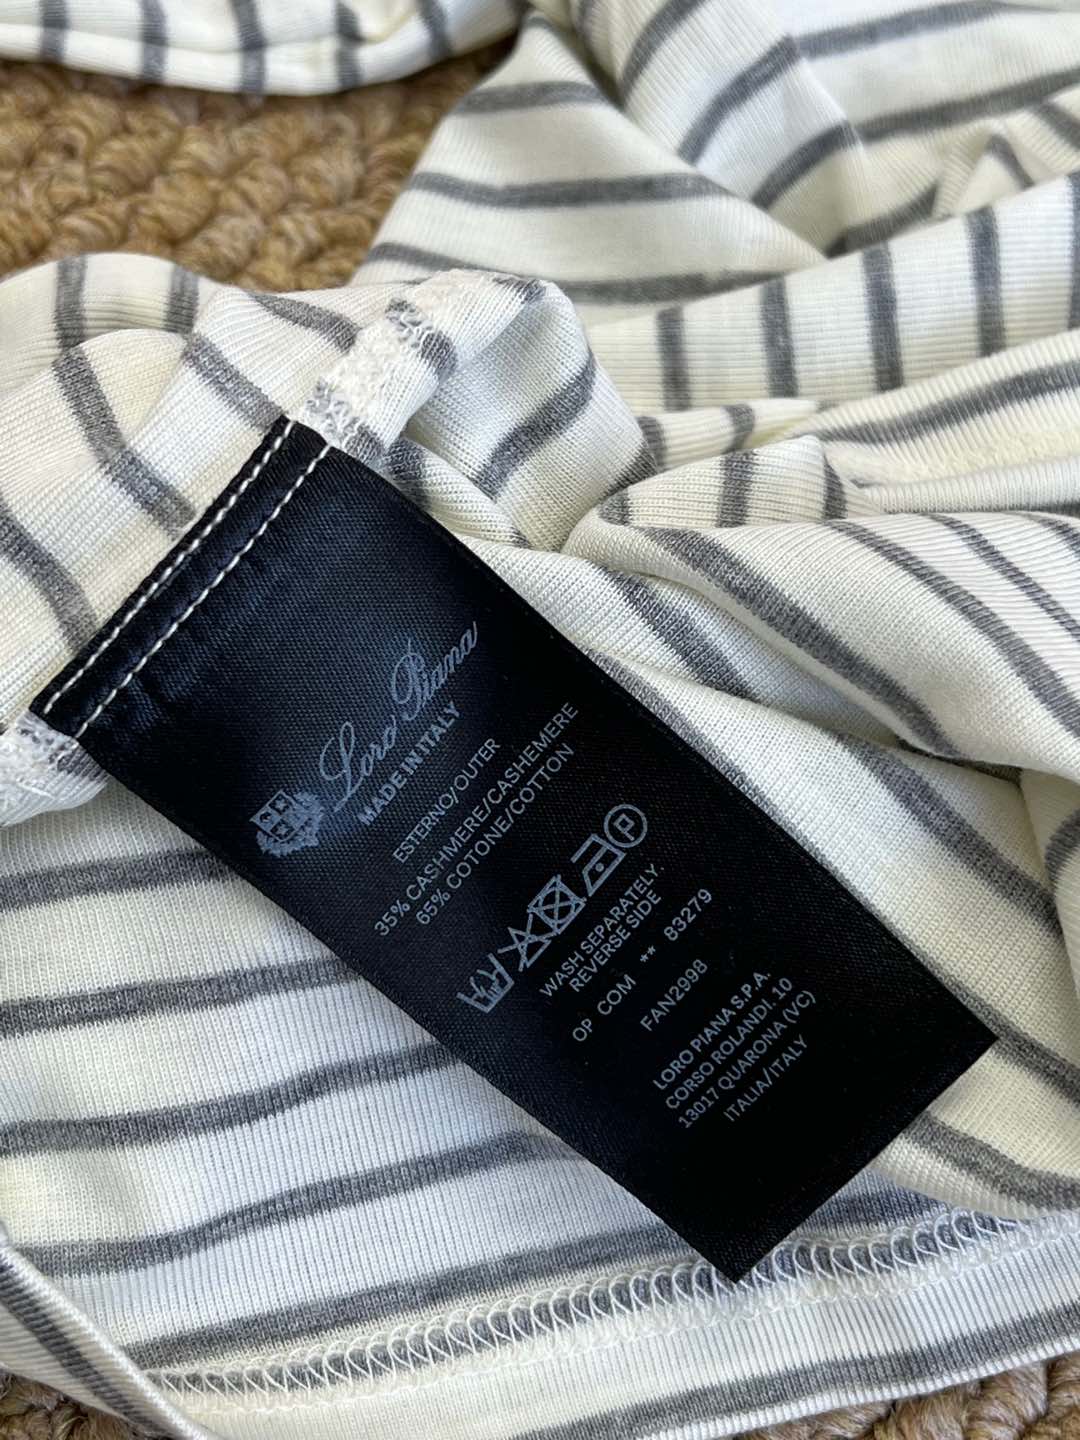 Loro Piana
MADE IN ITALY
ESTERNO/OUTER
35% CASHMERE/CASHEMERE
65% COTONE/COTTON
P
WASH SEPARATELY.
REVERSE SIDE
OP COM ** 83279
FAN2998
LORO PIANA S.P.A.
CORSO ROLANDI. 10
13017 QUARONA (VC)
ITALIA/ITALY